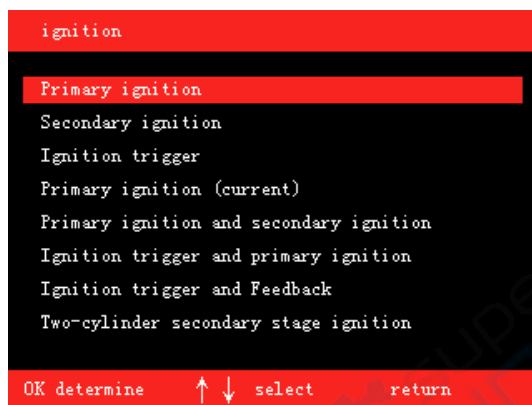 ignition
Primary ignition
Secondary ignition
Ignition trigger
Primary ignition (current)
Primary ignition and secondary ignition
Ignition trigger and primary ignition
Ignition trigger and Feedback
Two-cylinder secondary stage ignition
OK determine ↑↓ select return